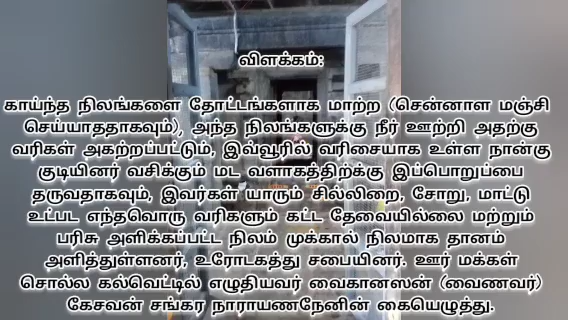 விளக்கம்:
காய்ந்த நிலங்களை தோட்டங்களாக மாற்ற (சென்னாள மஞ்சி
செய்யாததாகவும்), அந்த நிலங்களுக்கு நீர் ஊற்றி அதற்கு
வரிகள் அகற்றப்பட்டும், இவ்வூரில் வரிசையாக உள்ள நான்கு
குடியினர் வசிக்கும் மட வளாகத்திற்க்கு இப்பொறுப்பை
தருவதாகவும், இவர்கள் யாரும் சில்லிறை, சோறு, மாட்டு
உட்பட எந்தவொரு வரிகளும் கட்ட தேவையில்லை மற்றும்
பரிசு அளிக்கப்பட்ட நிலம் முக்கால் நிலமாக தானம்
அளித்துள்ளனர், உரோடகத்து சபையினர். ஊர் மக்கள்
சொல்ல கல்வெட்டில் எழுதியவர் வைகானஸன் (வைணவர்)
கேசவன் சங்கர நாராயணநேனின் கையெழுத்து.